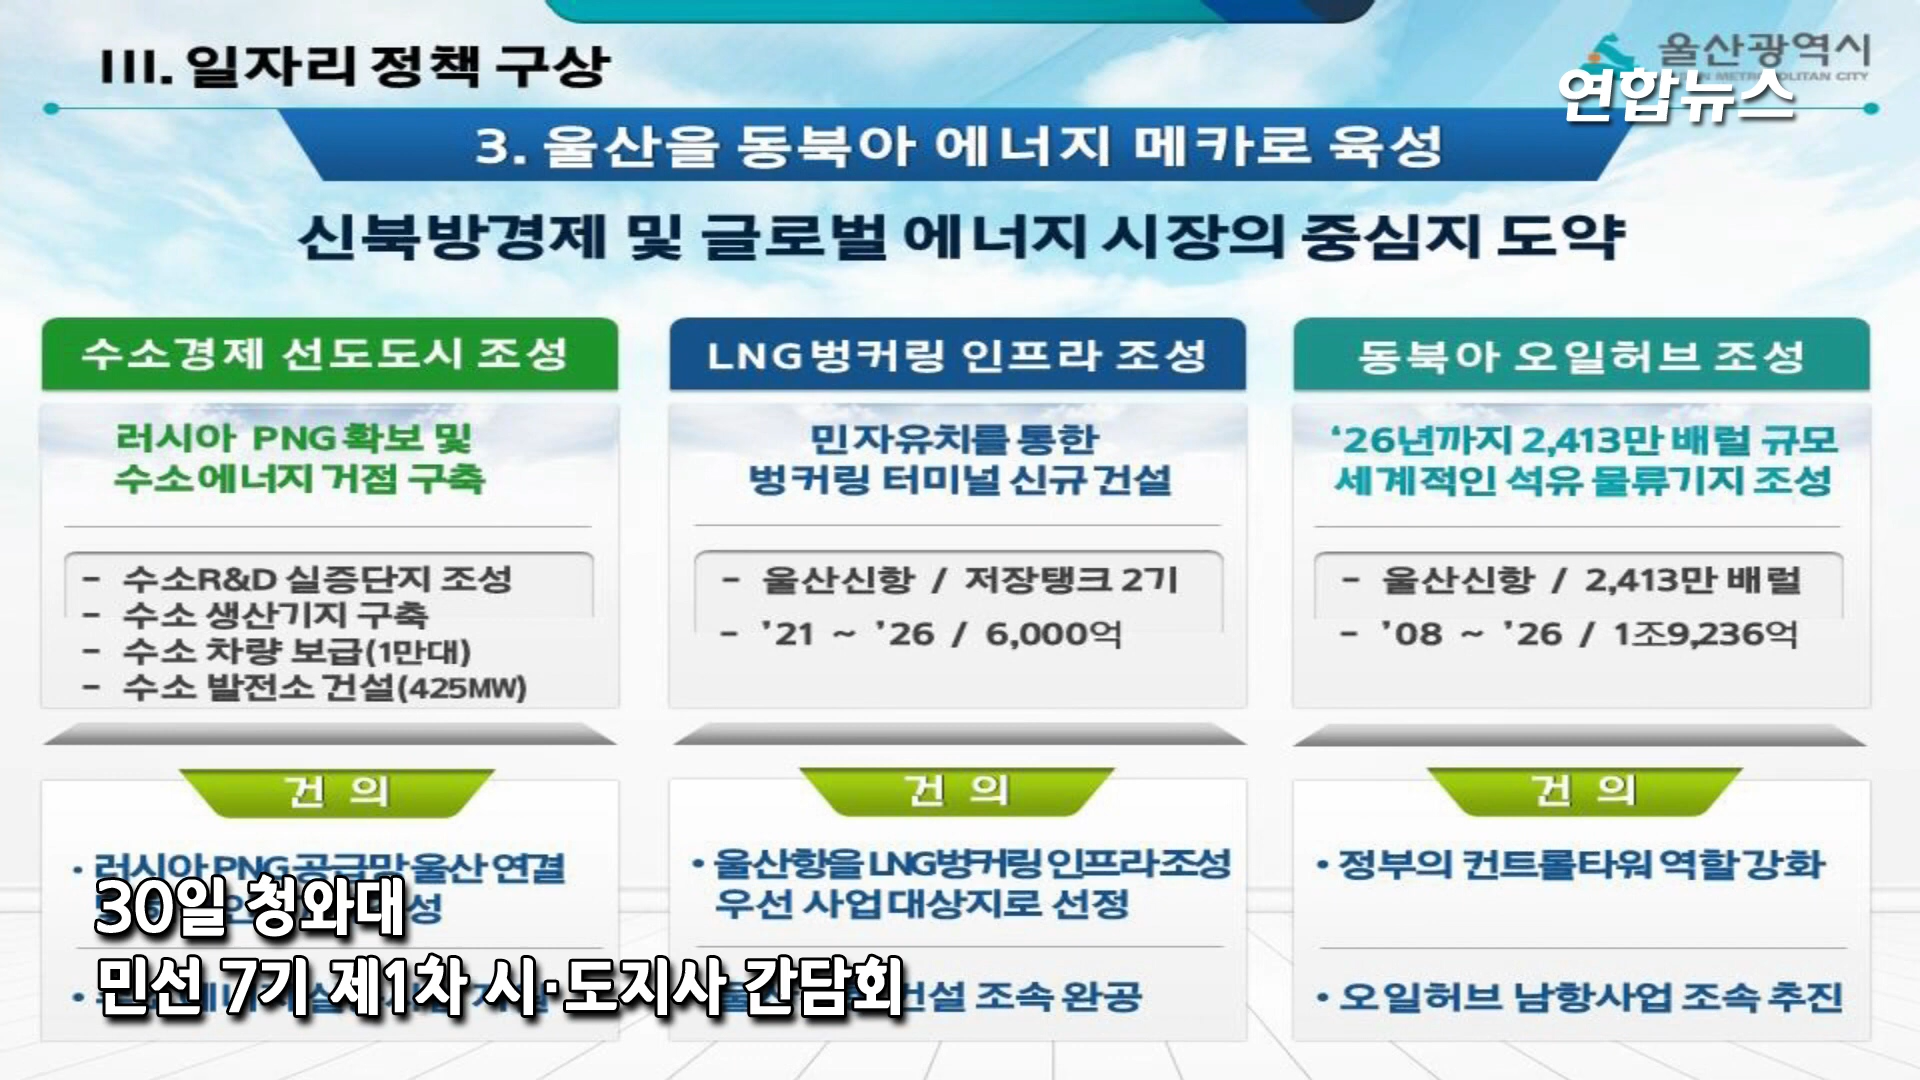 III. 일자리 정책 구상
울산광역시
METROPOLITAN CITY
연합뉴스
3. 울산을 동북아 에너지 메카로 육성
신북방경제 및 글로벌 에너지 시장의 중심지 도약
수소경제 선도도시 조성
러시아 PNG 확보 및
수소에너지 거점 구축
- 수소R&D 실증단지 조성
- 수소 생산기지 구축
- 수소 차량 보급(1만대)
- 수소 발전소 건설(425MW)
건 의
• 러시아 PNG 공급망 울산 연결
LNG벙커링 인프라 조성
민자유치를 통한
벙커링 터미널 신규 건설
- 울산신항 / 저장탱크 2기
- '21 ~ '26 / 6,000억
건 의
• 울산항을 LNG벙커링 인프라 조성
우선 사업 대상지로 선정
건설 조속 완공
동북아 오일허브 조성
'26년까지 2,413만 배럴 규모
세계적인 석유 물류기지 조성
- 울산신항 / 2,413만 배럴
- '08 ~ '26 / 1조9,236억
건 의
• 정부의 컨트롤타워 역할 강화
• 오일허브 남항사업 조속 추진
30일 청와대
민선 7기 제1차 시·도지사 간담회